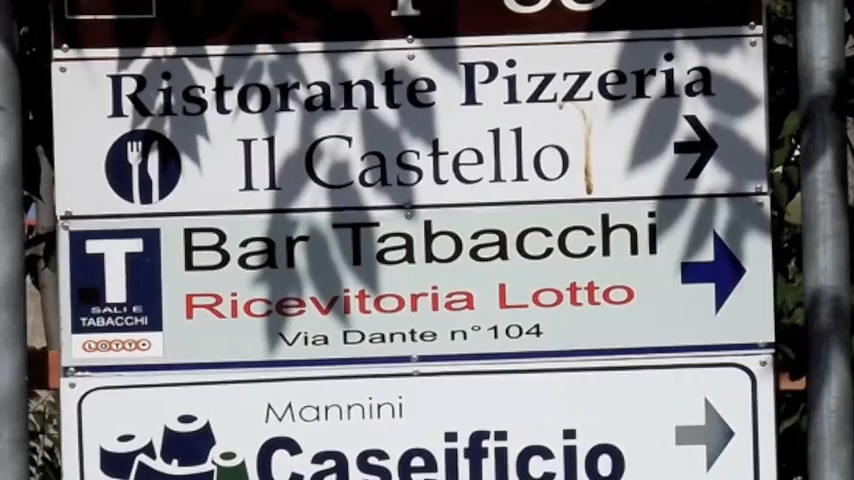 Ristorante Pizzeria
Il Castello
T
SALI E
TABACCHI
LOTTO
Bar Tabacchi
Ricevitoria Lotto
Via Dante n°104
Mannini
Caseificio